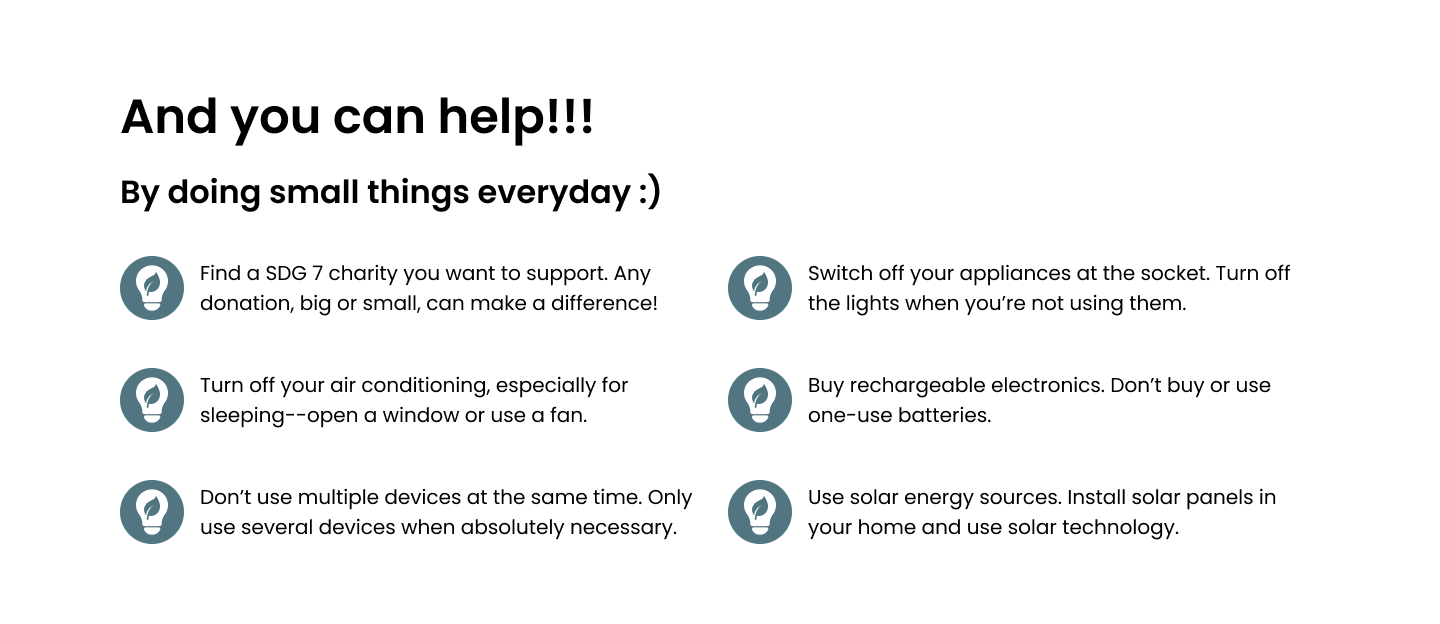 And you can help!!!
By doing small things everyday :)
Find a SDG 7 charity you want to support. Any
donation, big or small, can make a difference!
Switch off your appliances at the socket. Turn off
the lights when you’re not using them.
Turn off your air conditioning, especially for
sleeping--open a window or use a fan.
Buy rechargeable electronics. Don’t buy or use
one-use batteries.
Don’t use multiple devices at the same time. Only
use several devices when absolutely necessary.
Use solar energy sources. Install solar panels in
your home and use solar technology.